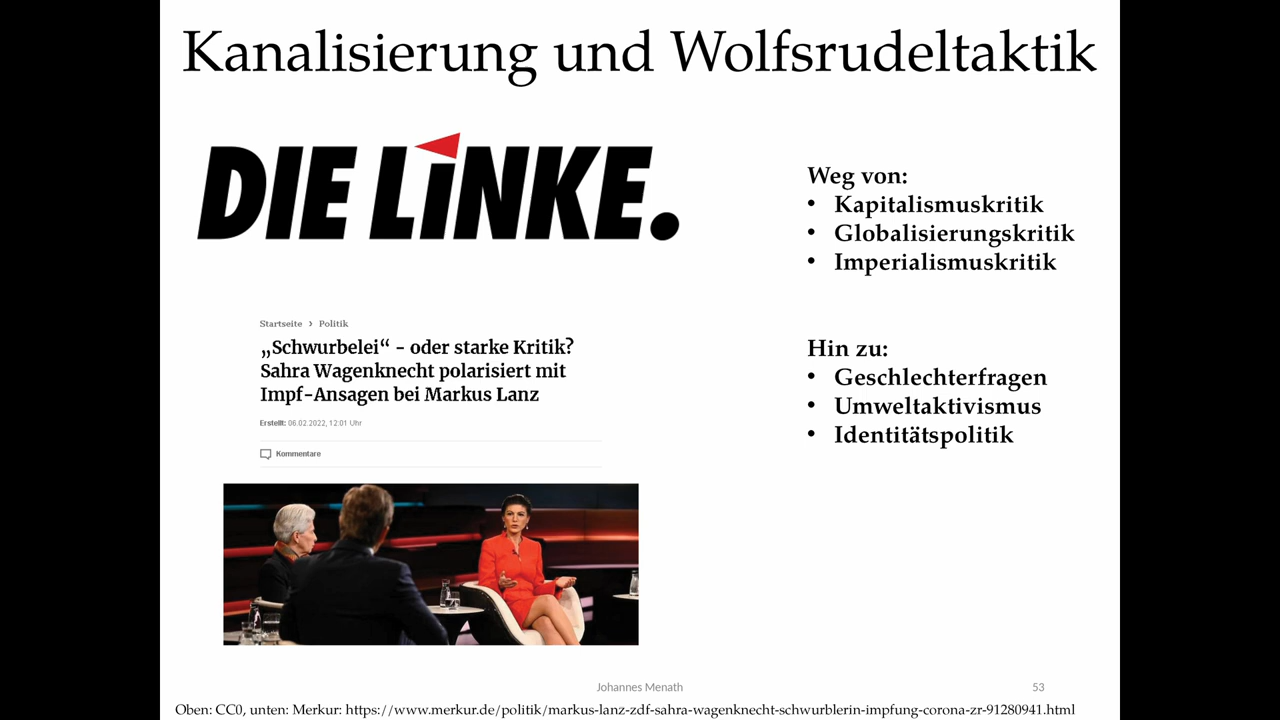 Kanalisierung und Wolfsrudeltaktik
DIE LiNKE.
Weg von:
• Kapitalismuskritik
• Globalisierungskritik
• Imperialismuskritik
Startseite › Politik
„Schwurbelei“ - oder starke Kritik?
Sahra Wagenknecht polarisiert mit
Impf-Ansagen bei Markus Lanz
Erstellt: 06.02.2022, 12:01 Uhr
Kommentare
Hin zu:
• Geschlechterfragen
• Umweltaktivismus
• Identitätspolitik
Johannes Menath
53
Oben: CC0, unten: Merkur: https://www.merkur.de/politik/markus-lanz-zdf-sahra-wagenknecht-schwurblerin-impfung-corona-zr-91280941.html